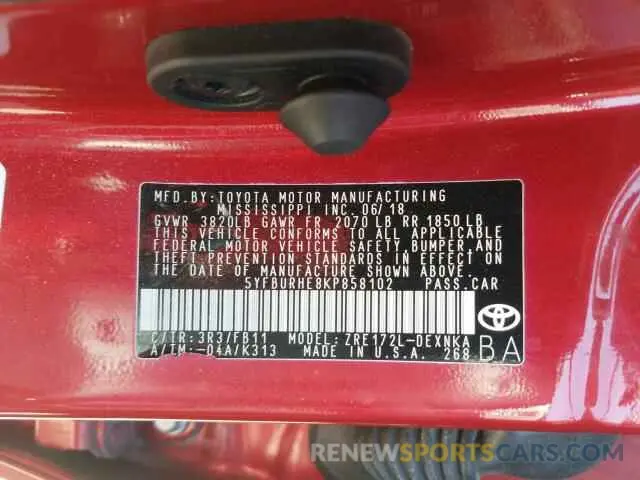 MFD.BY:TOYOTA MOTOR MANUFACTURING
MISSISSIPPI INC. 06/18
GVWR 3820LB GAWR FR 2070 LB RR 1850 LB
THIS VEHICLE CONFORMS TO ALL APPLICABLE
FEDERAL MOTOR VEHICLE SAFETY,BUMPER,AND
THEFT PREVENTION STANDARDS IN EFFECT ON
THE DATE OF MANUFACTURE SHOWN ABOVE.
5YFBURHE8KP858102 PASS.CAR
C/TR:3R3/FB11 MODEL:ZRE172L-DEXNKA
A/TM:-04A/K313 MADE IN U.S.A. 268 BA
RENEWSPORTSCARS.COM